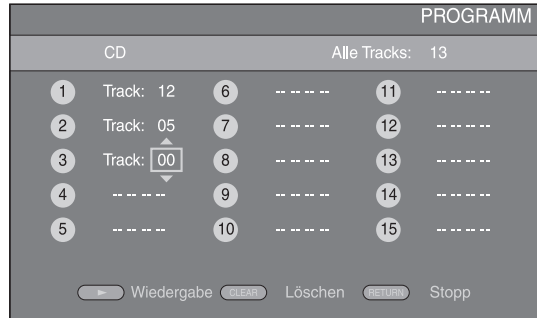 PROGRAMM
CD Alle Tracks: 13
1 Track: 12 6 -- -- -- -- 11 -- -- -- --
2 Track: 05 7 -- -- -- -- 12 -- -- -- --
3 Track: 00 8 -- -- -- -- 13 -- -- -- --
4 -- -- -- -- 9 -- -- -- -- 14 -- -- -- --
5 -- -- -- -- 10 -- -- -- -- 15 -- -- -- --
Wiedergabe CLEAR Löschen RETURN Stopp